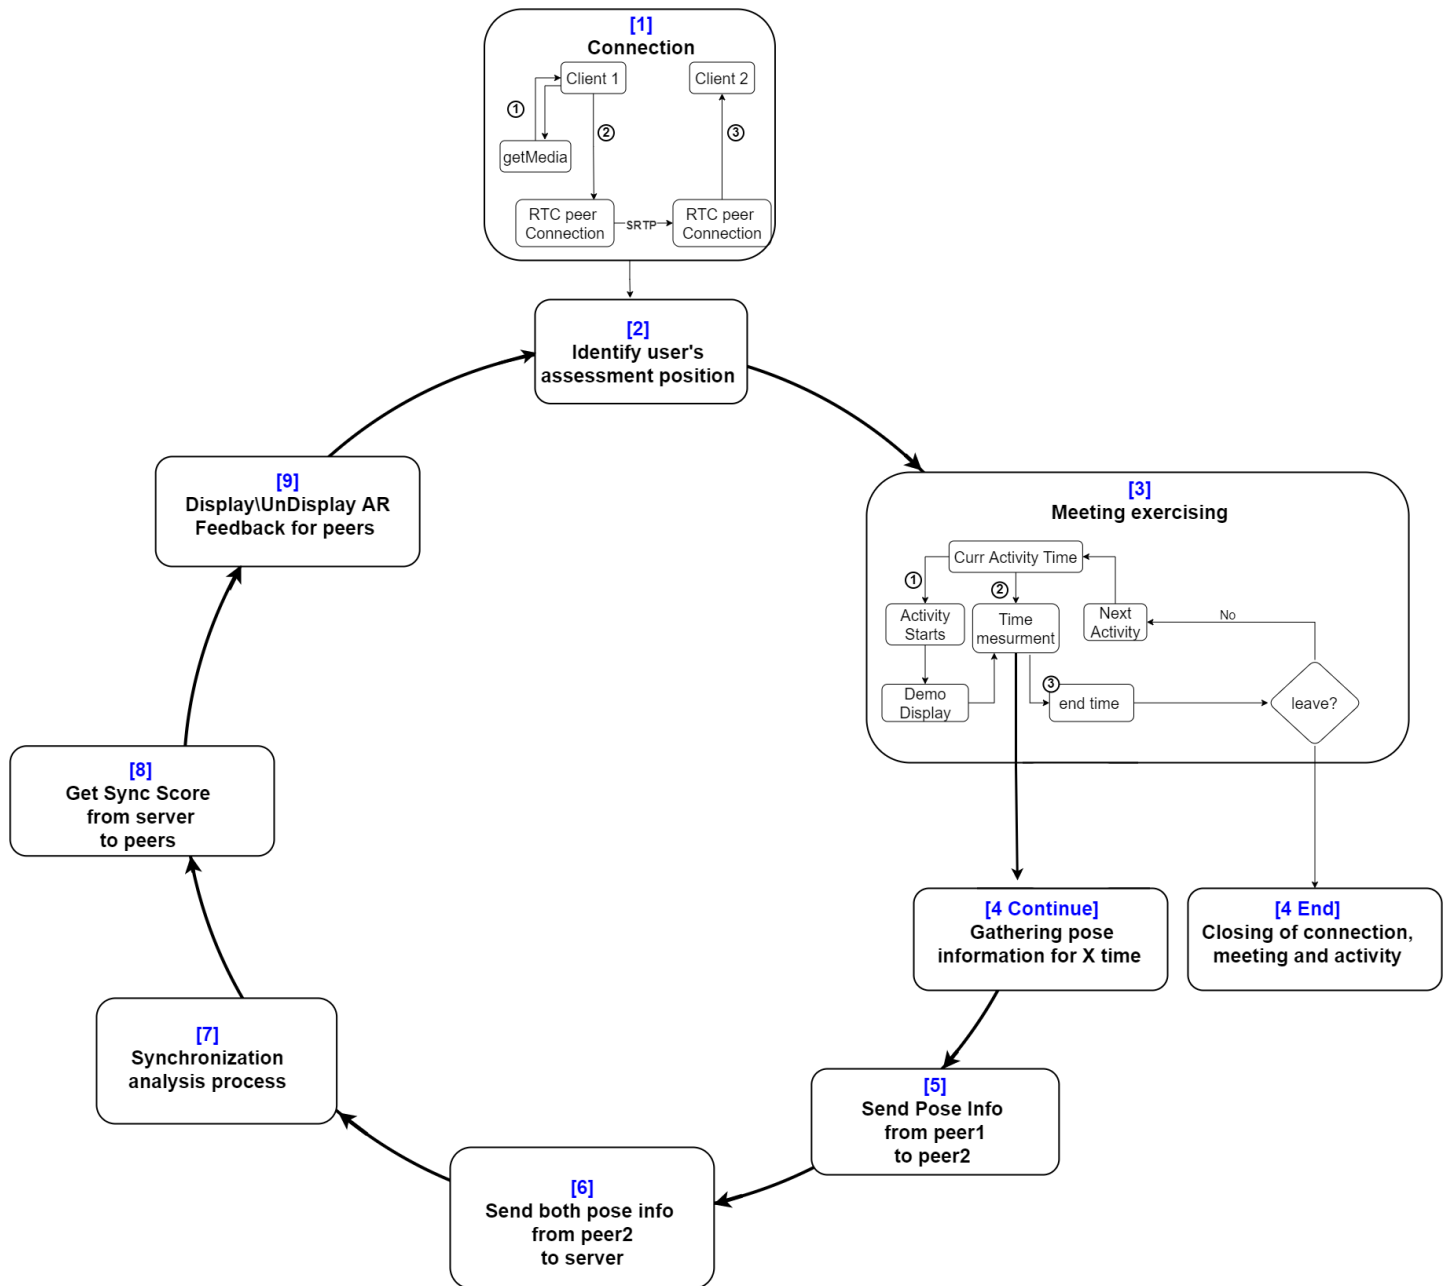 [1]
Connection
Client 1
Client 2
①
②
③
getMedia
RTC peer
Connection
SRTP
RTC peer
Connection
[2]
Identify user's
assessment position
[3]
Meeting exercising
Curr Activity Time
①
②
Activity
Starts
Time
mesurment
Next
Activity
No
Demo
Display
③
end time
leave?
[4 Continue]
Gathering pose
information for X time
[4 End]
Closing of connection,
meeting and activity
[5]
Send Pose Info
from peer1
to peer2
[6]
Send both pose info
from peer2
to server
[7]
Synchronization
analysis process
[8]
Get Sync Score
from server
to peers
[9]
Display\UnDisplay AR
Feedback for peers